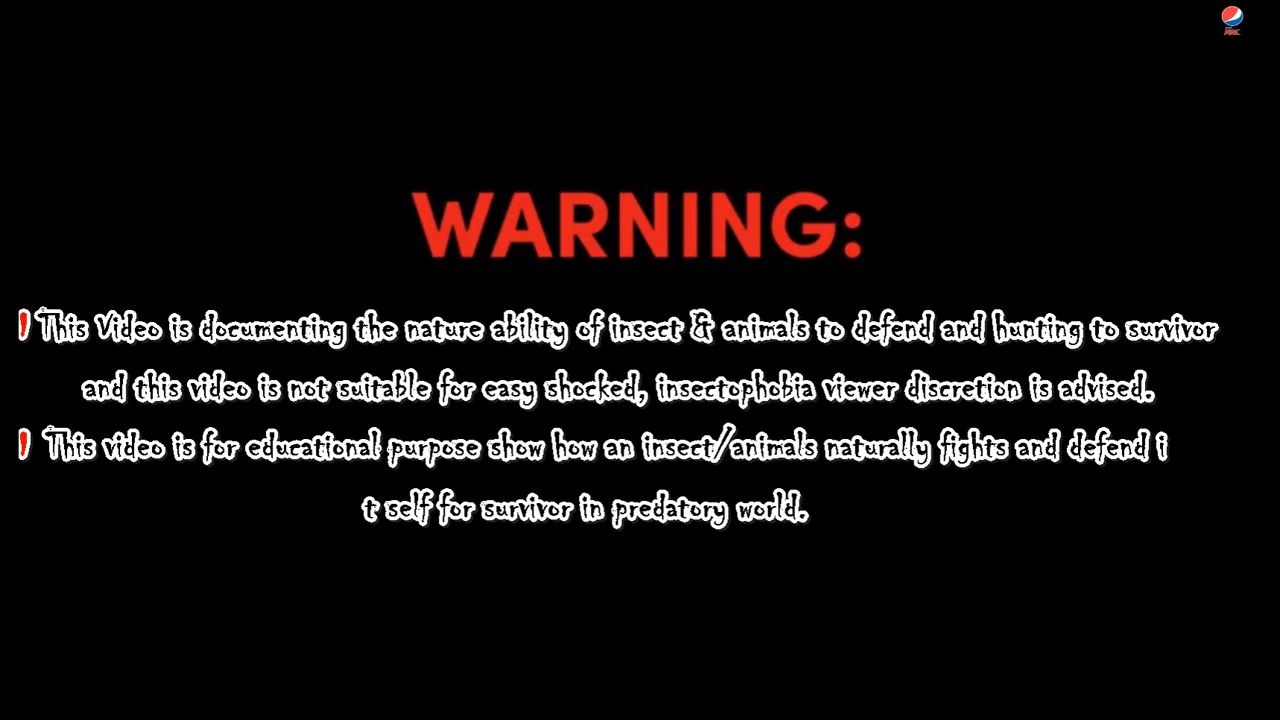 WARNING:
! This Video is documenting the nature ability of insect & animals to defend and hunting to survivor
and this video is not suitable for easy shocked, insectophobia viewer discretion is advised.
! This video is for educational purpose show how an insect/animals naturally fights and defend i
t self for survivor in predatory world.